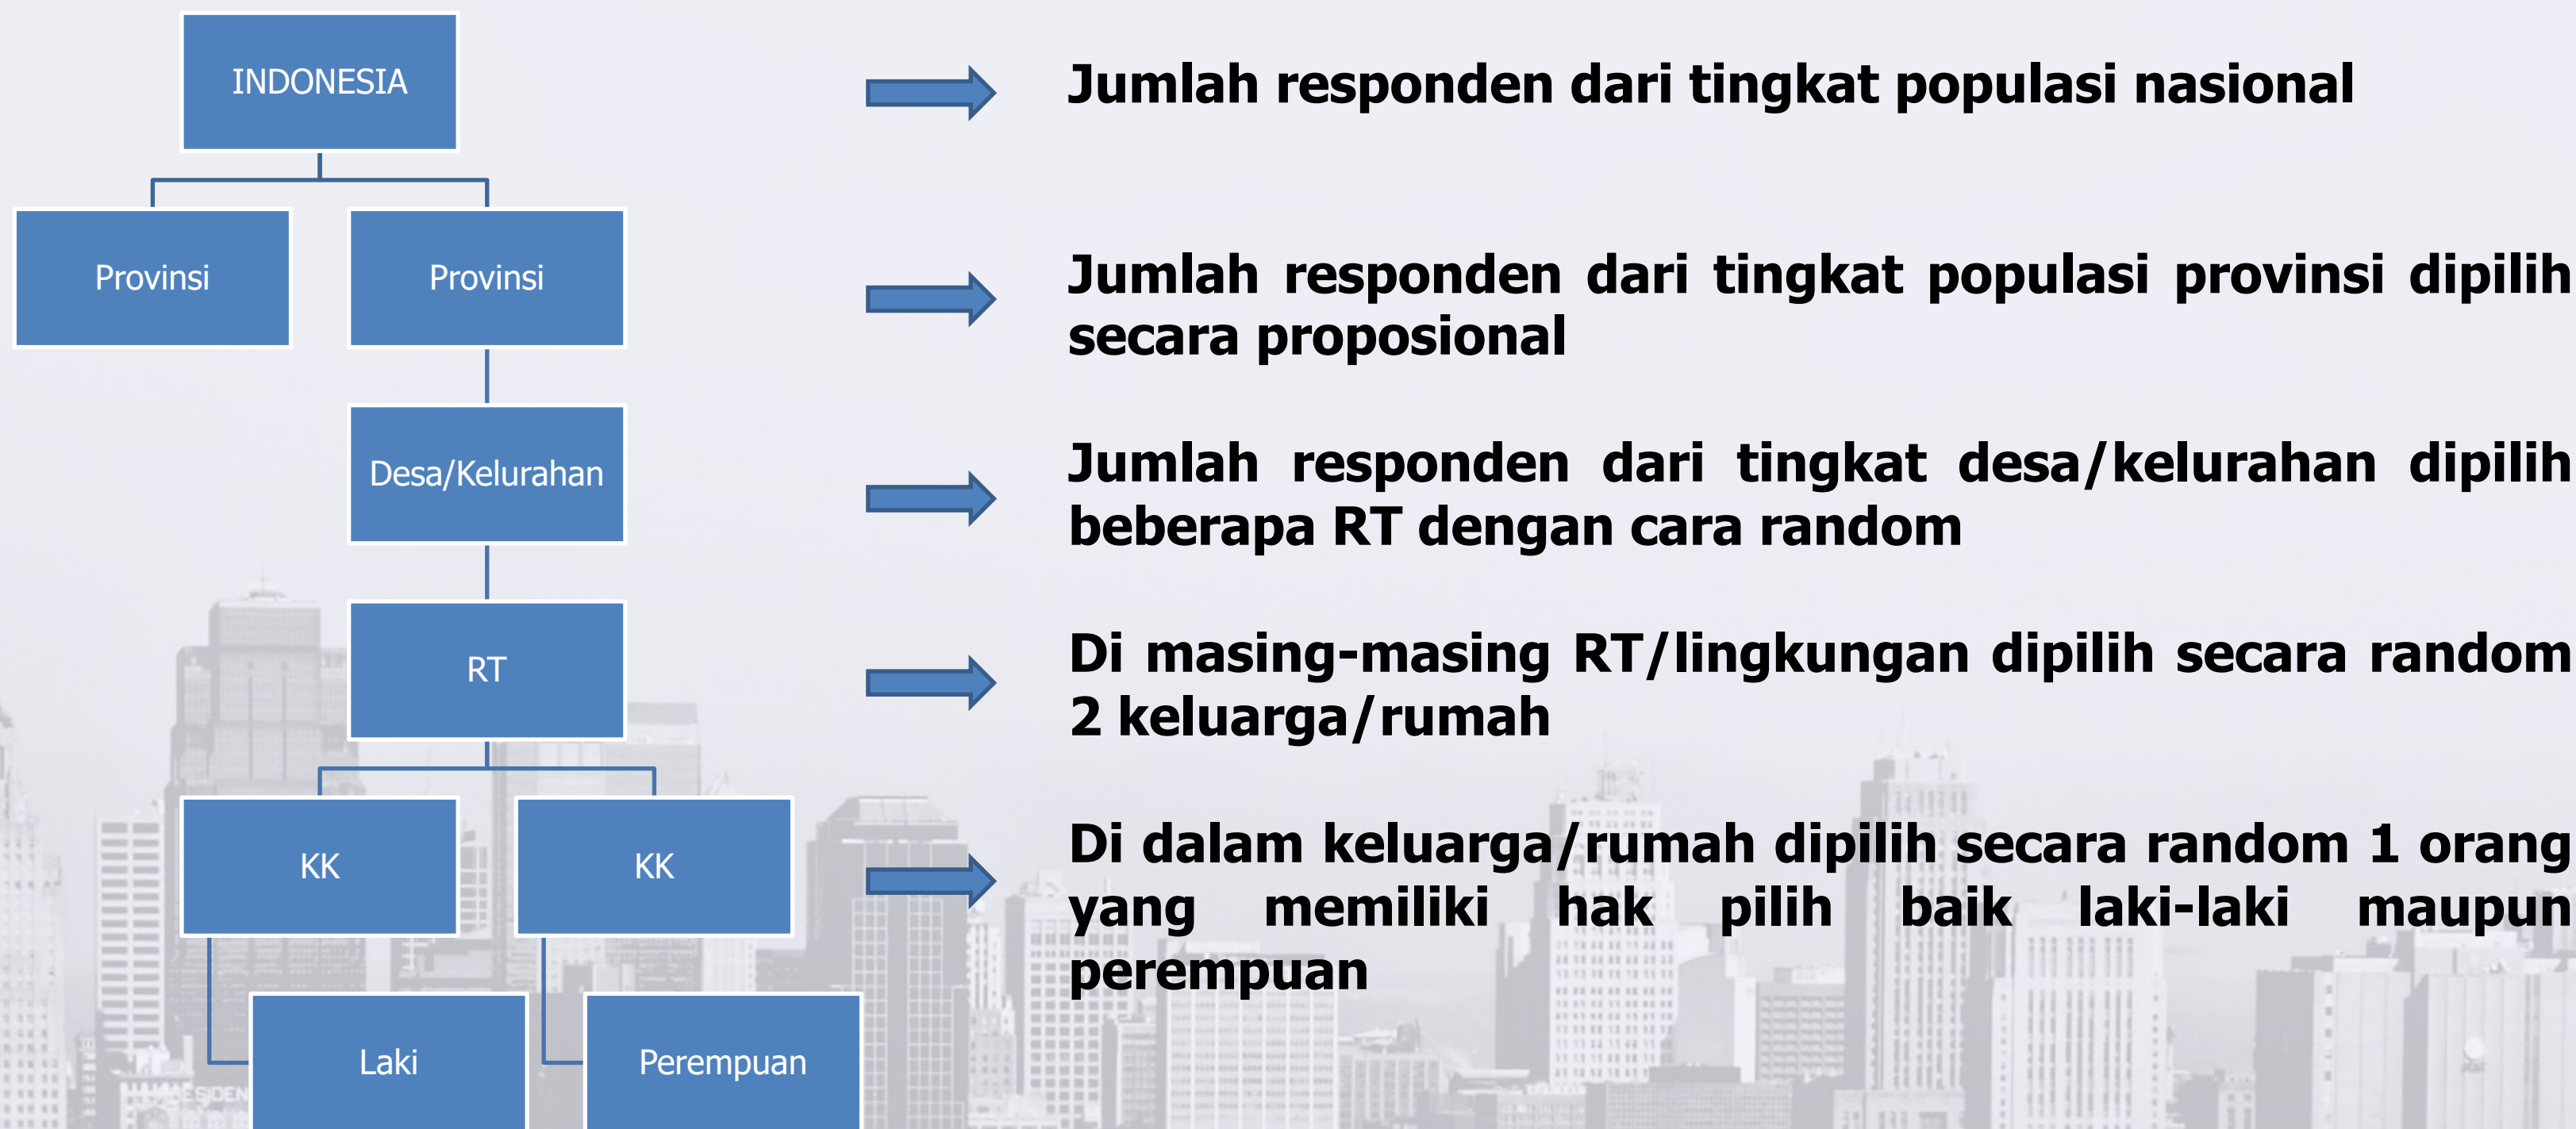 INDONESIA
Jumlah responden dari tingkat populasi nasional
Provinsi
Provinsi
Jumlah responden dari tingkat populasi provinsi dipilih
secara proposional
Desa/Kelurahan
Jumlah responden dari tingkat desa/kelurahan dipilih
beberapa RT dengan cara random
RT
Di masing-masing RT/lingkungan dipilih secara random
2 keluarga/rumah
KK
KK
Di dalam keluarga/rumah dipilih secara random 1 orang
yang memiliki hak pilih baik laki-laki maupun
perempuan
Laki
Perempuan